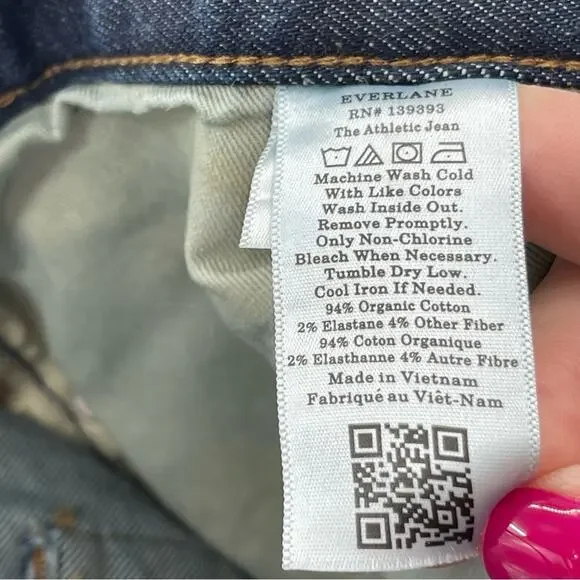 EVERLANE
RN# 139393
The Athletic Jean
Machine Wash Cold
With Like Colors
Wash Inside Out.
Remove Promptly.
Only Non-Chlorine
Bleach When Necessary.
Tumble Dry Low.
Cool Iron If Needed.
94% Organic Cotton
2% Elastane 4% Other Fiber
94% Coton Organique
2% Elasthanne 4% Autre Fibre
Made in Vietnam
Fabriqué au Viêt-Nam